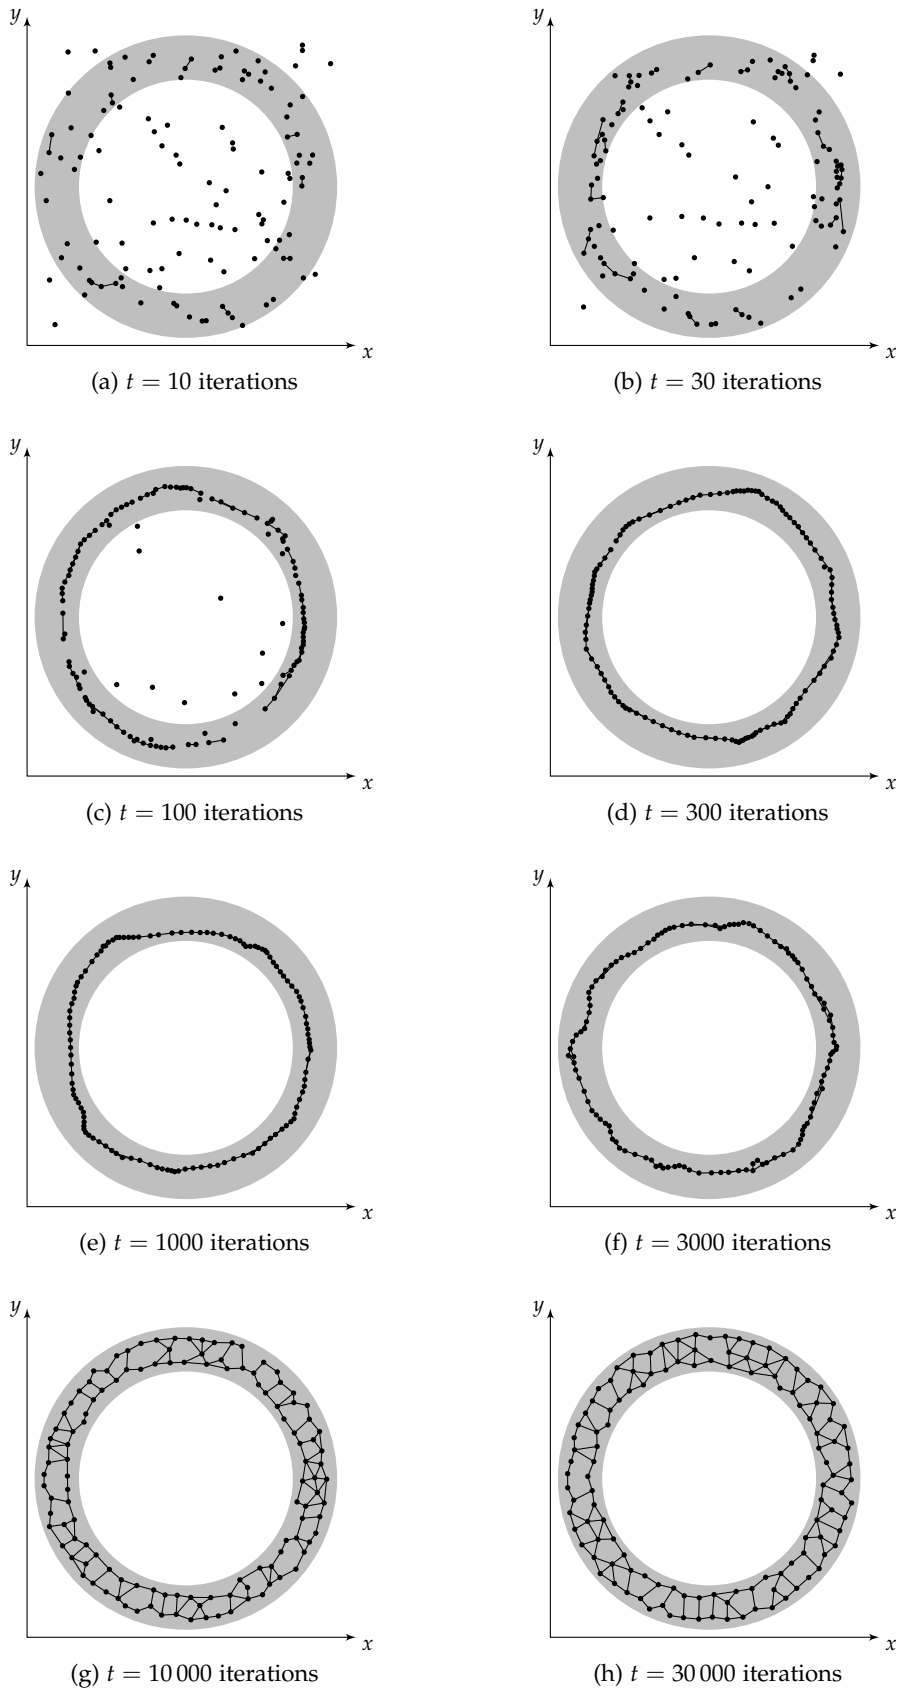 y y
x x
(a) t = 10 iterations (b) t = 30 iterations
y y
x x
(c) t = 100 iterations (d) t = 300 iterations
y y
x x
(e) t = 1000 iterations (f) t = 3000 iterations
y y
x x
(g) t = 10 000 iterations (h) t = 30 000 iterations